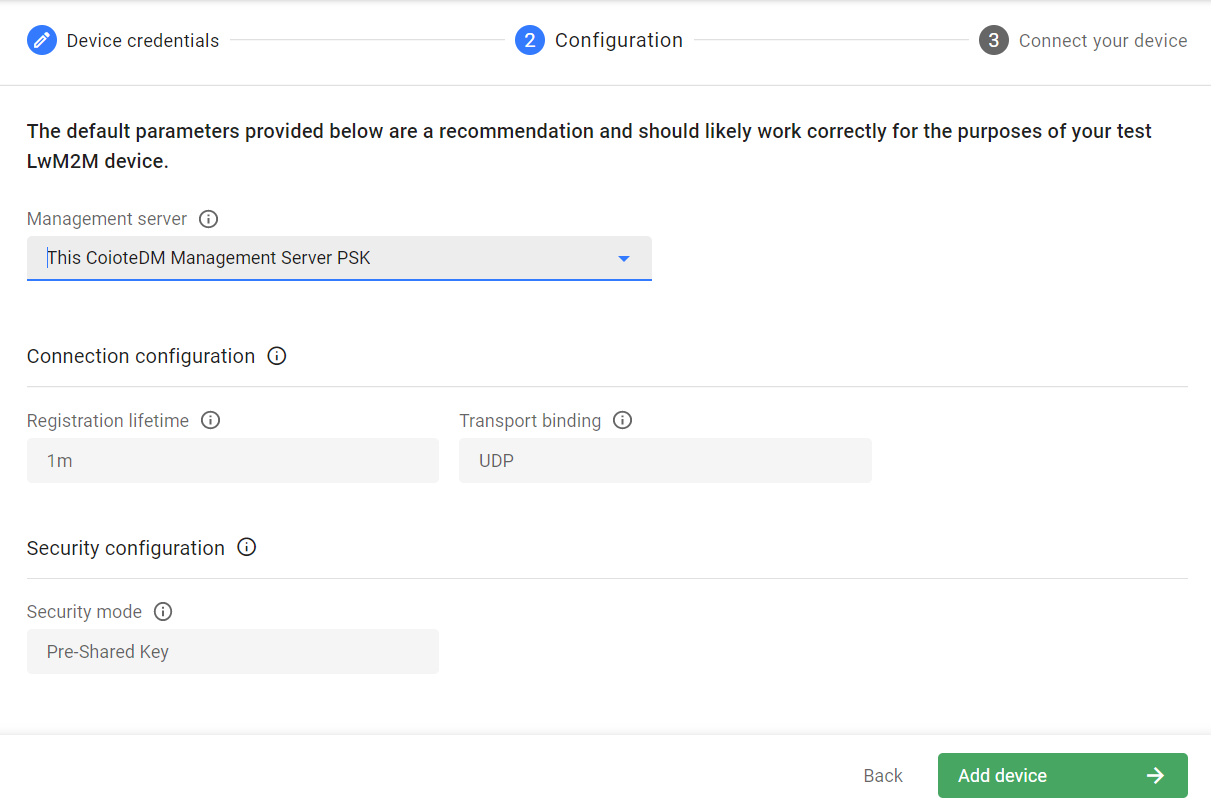 Device credentials
2 Configuration
3 Connect your device
The default parameters provided below are a recommendation and should likely work correctly for the purposes of your test
LwM2M device.
Management server
This CoioteDM Management Server PSK
Connection configuration
Registration lifetime
1m
Transport binding
UDP
Security configuration
Security mode
Pre-Shared Key
Back
Add device